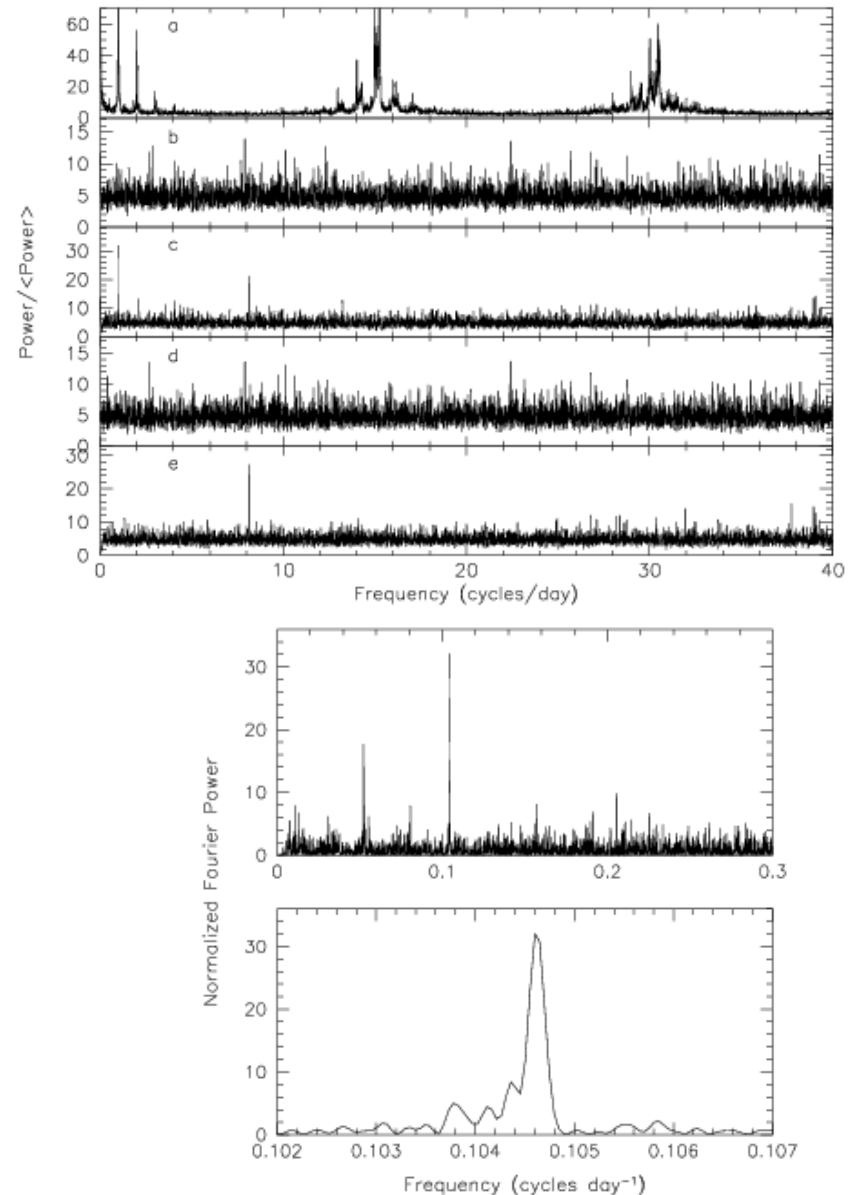 60
40
20
0
a
Power/<Power>
15
10
5
0
b
30
20
10
0
c
15
10
5
0
d
30
20
10
0
e
0 10 20 30 40
Frequency (cycles/day)
Normalized Fourier Power
30
20
10
0
0 0.1 0.2 0.3
30
20
10
0
0.102 0.103 0.104 0.105 0.106 0.107
Frequency (cycles day⁻¹)